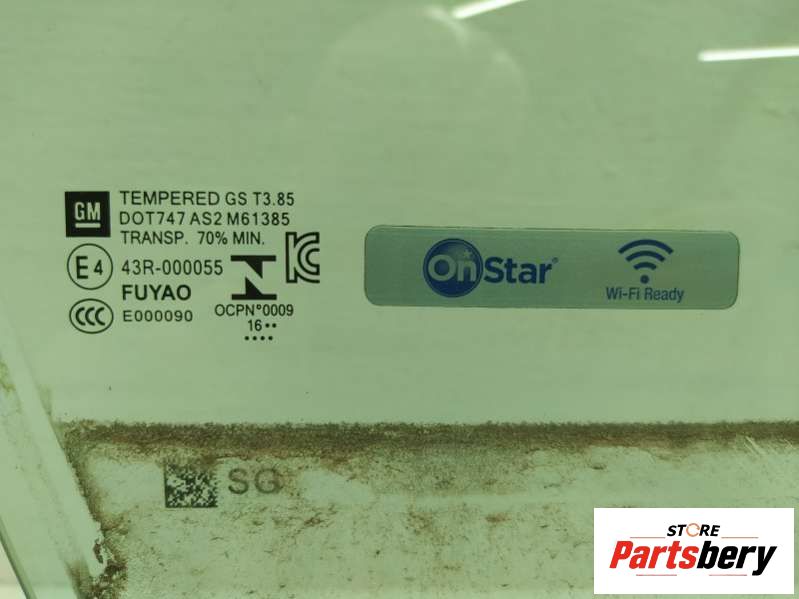 GM
TEMPERED GS T3.85
DOT747 AS2 M61385
TRANSP. 70% MIN.
E4
43R-000055
FUYAO
CCC
E000090
OCPN°0009
16••
••••
OnStar®
Wi-Fi Ready
SG
STORE
Partsbery